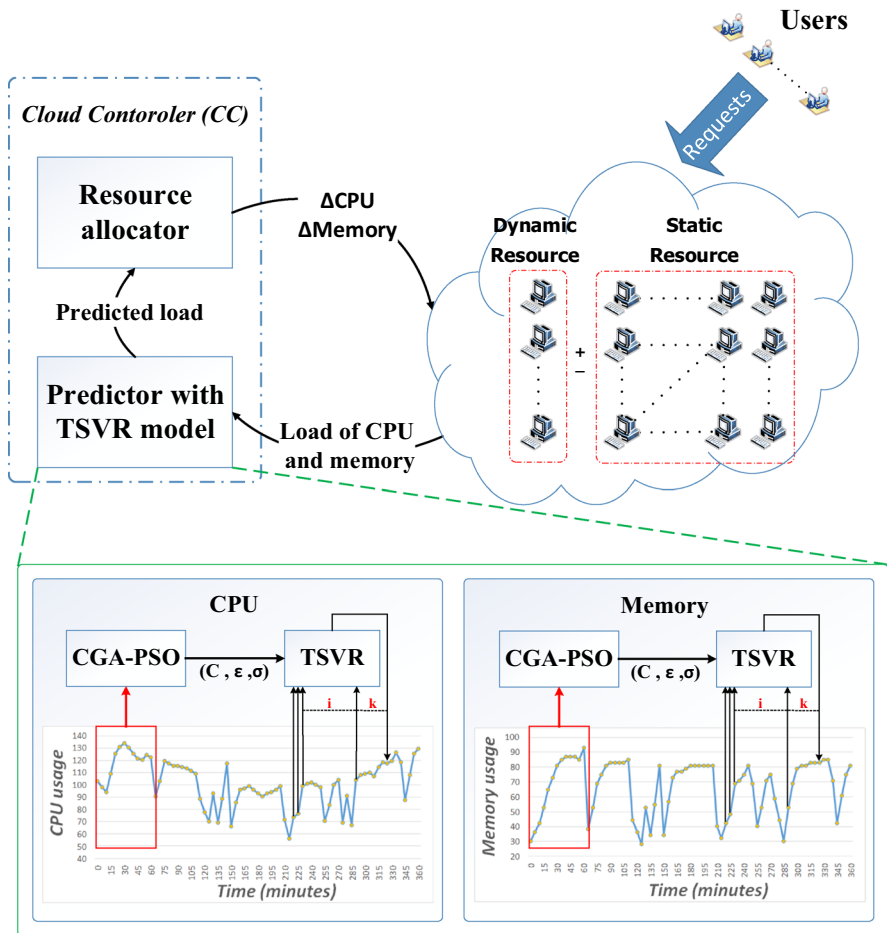 Users
Requests
Cloud Contoroler (CC)
Resource
allocator
ΔCPU
ΔMemory
Dynamic
Resource
Static
Resource
Predicted load
+
−
Predictor with
TSVR model
Load of CPU
and memory
CPU
CGA-PSO
(C , ε ,σ)
TSVR
i
k
CPU usage
140
130
120
110
100
90
80
70
60
50
40
0 15 30 45 60 75 90 105 120 135 150 165 180 195 210 225 240 255 270 285 300 315 330 345 360
Time (minutes)
Memory
CGA-PSO
(C , ε ,σ)
TSVR
i
k
Memory usage
100
90
80
70
60
50
40
30
20
0 15 30 45 60 75 90 105 120 135 150 165 180 195 210 225 240 255 270 285 300 315 330 345 360
Time (minutes)